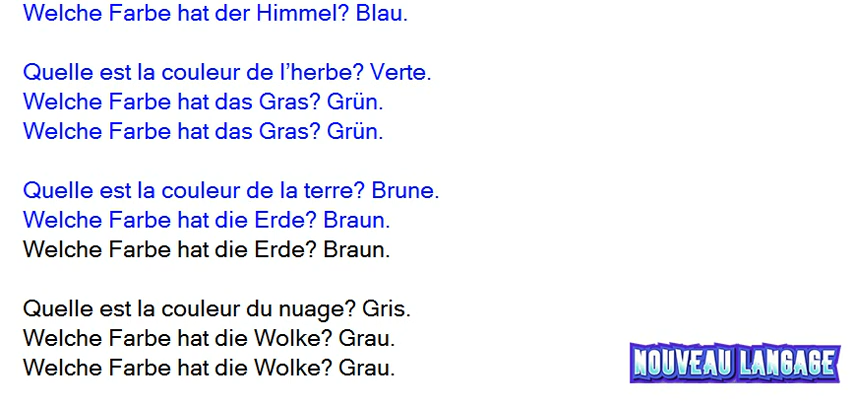 Welche Farbe hat der Himmel? Blau.
Quelle est la couleur de l’herbe? Verte.
Welche Farbe hat das Gras? Grün.
Welche Farbe hat das Gras? Grün.
Quelle est la couleur de la terre? Brune.
Welche Farbe hat die Erde? Braun.
Welche Farbe hat die Erde? Braun.
Quelle est la couleur du nuage? Gris.
Welche Farbe hat die Wolke? Grau.
Welche Farbe hat die Wolke? Grau.
NOUVEAU LANGAGE